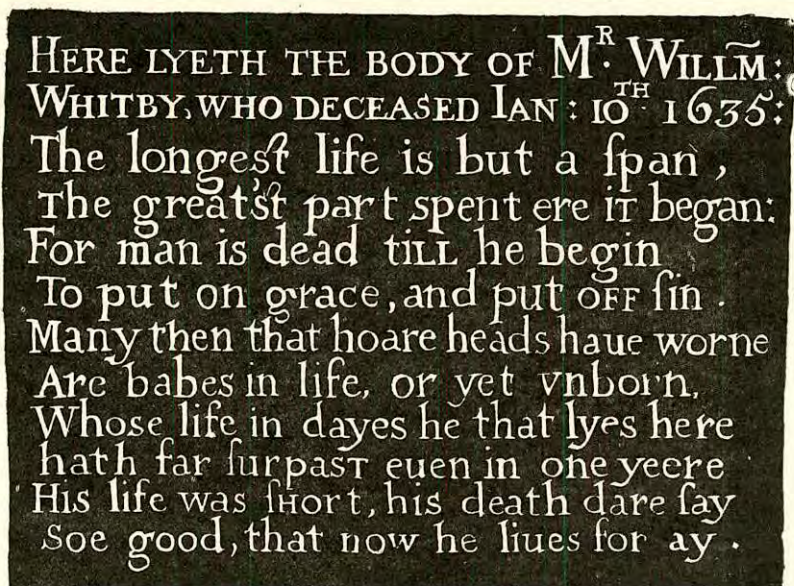 HERE LYETH THE BODY OF Mᴿ· WILLM̃:
WHITBY, WHO DECEASED IAN: 10ᵀᴴ· 1635:
The longest life is but a ſpan,
The great'st part spent ere iT began:
For man is dead tiLL he begin
To put on grace, and put OFF ſin.
Many then that hoare heads haue worne
Are babes in life, or yet vnborn,
Whose life in dayes he that lyes here
hath far ſurpasT euen in one yeere
His life was ſHort, his death dare ſay
Soe good, that now he liues for ay.